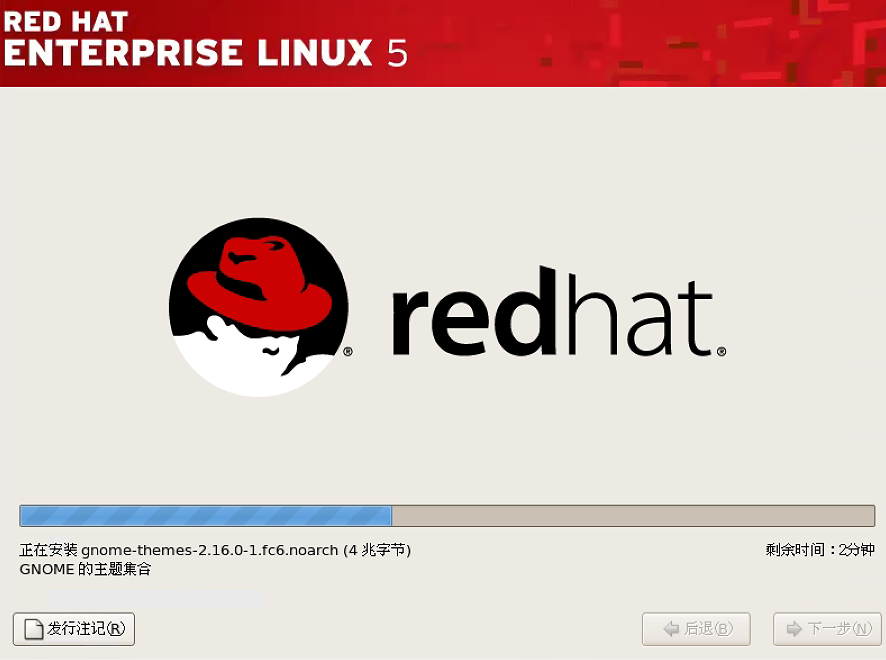 RED HAT
ENTERPRISE LINUX 5
® redhat®
正在安装 gnome-themes-2.16.0-1.fc6.noarch (4 兆字节)
剩余时间：2分钟
GNOME 的主题集合
发行注记(R)
后退(B)
下一步(N)